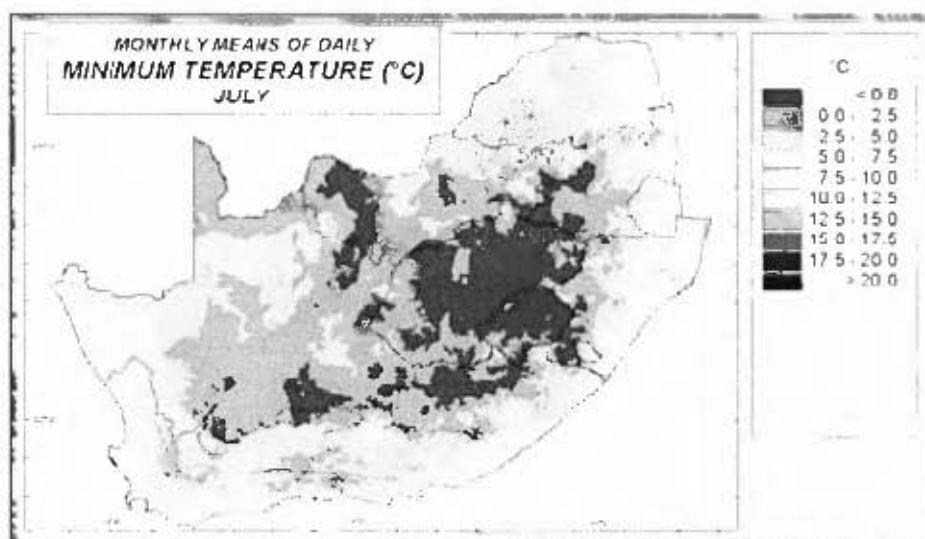 MONTHLY MEANS OF DAILY
MINIMUM TEMPERATURE (°C)
JULY
°C
< 0.0
0.0 - 2.5
2.5 - 5.0
5.0 - 7.5
7.5 - 10.0
10.0 - 12.5
12.5 - 15.0
15.0 - 17.5
17.5 - 20.0
> 20.0